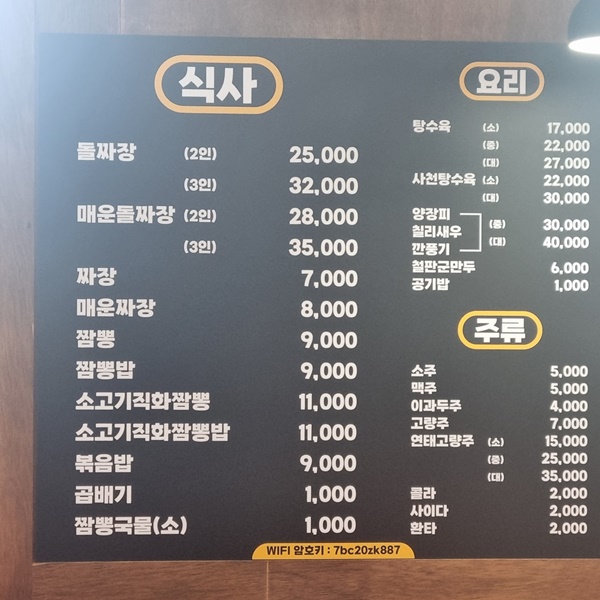 식사
돌짜장 (2인) 25,000
(3인) 32,000
매운돌짜장 (2인) 28,000
(3인) 35,000
짜장 7,000
매운짜장 8,000
짬뽕 9,000
짬뽕밥 9,000
소고기직화짬뽕 11,000
소고기직화짬뽕밥 11,000
볶음밥 9,000
곱배기 1,000
짬뽕국물(소) 1,000
요리
탕수육 (소) 17,000
(중) 22,000
(대) 27,000
사천탕수육 (소) 22,000
(대) 30,000
양장피
칠리새우 (중) 30,000
깐풍기 (대) 40,000
철판군만두 6,000
공기밥 1,000
주류
소주 5,000
맥주 5,000
이과두주 4,000
고량주 7,000
연태고량주 (소) 15,000
(중) 25,000
(대) 35,000
콜라 2,000
사이다 2,000
환타 2,000
WIFI 암호키 : 7bc20zk887